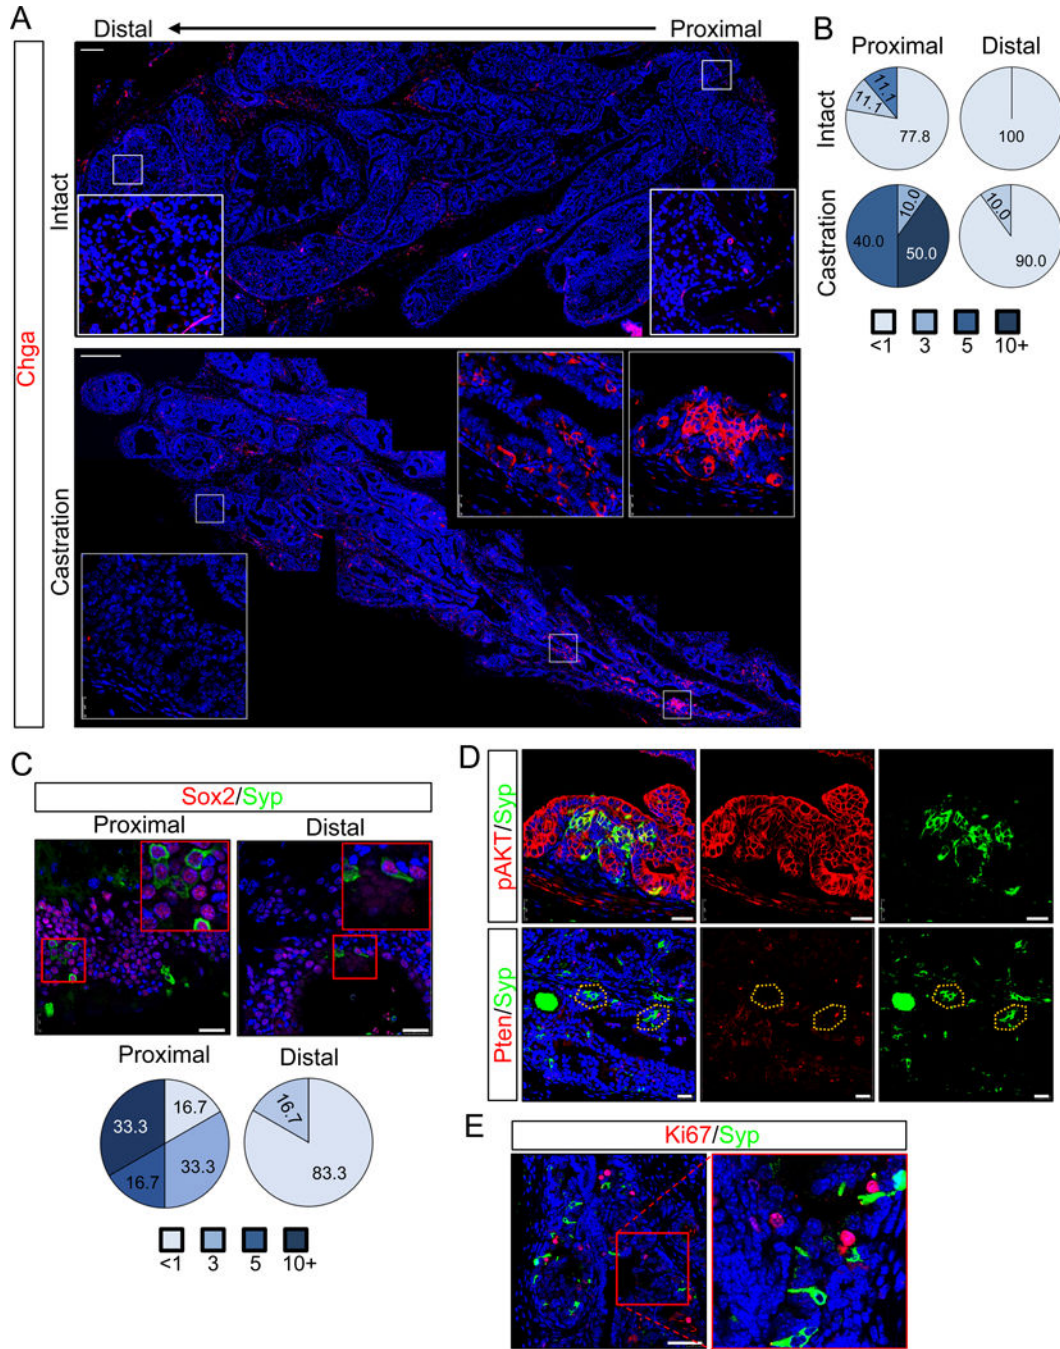 A
Distal
Proximal
Chga
Intact
Castration
B
Proximal
Distal
Intact
11.1
11.1
77.8
100
Castration
40.0
10.0
50.0
10.0
90.0
<1
3
5
10+
C
Sox2/Syp
Proximal
Distal
Proximal
Distal
33.3
16.7
16.7
33.3
16.7
83.3
<1
3
5
10+
D
pAKT/Syp
Pten/Syp
E
Ki67/Syp